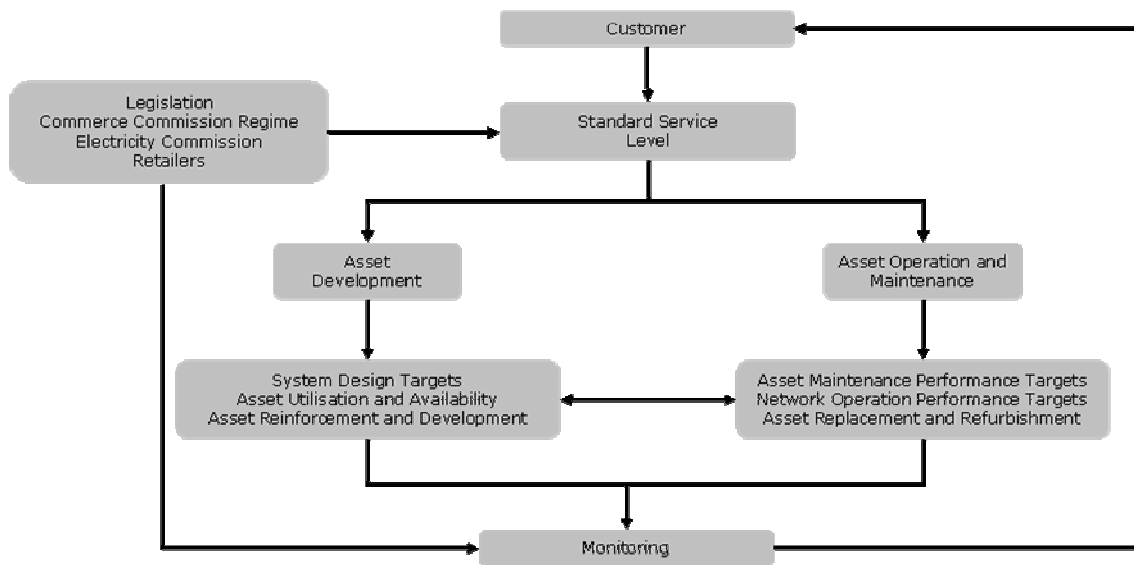 Customer
Legislation
Commerce Commission Regime
Electricity Commission
Retailers
Standard Service
Level
Asset
Development
Asset Operation and
Maintenance
System Design Targets
Asset Utilisation and Availability
Asset Reinforcement and Development
Asset Maintenance Performance Targets
Network Operation Performance Targets
Asset Replacement and Refurbishment
Monitoring